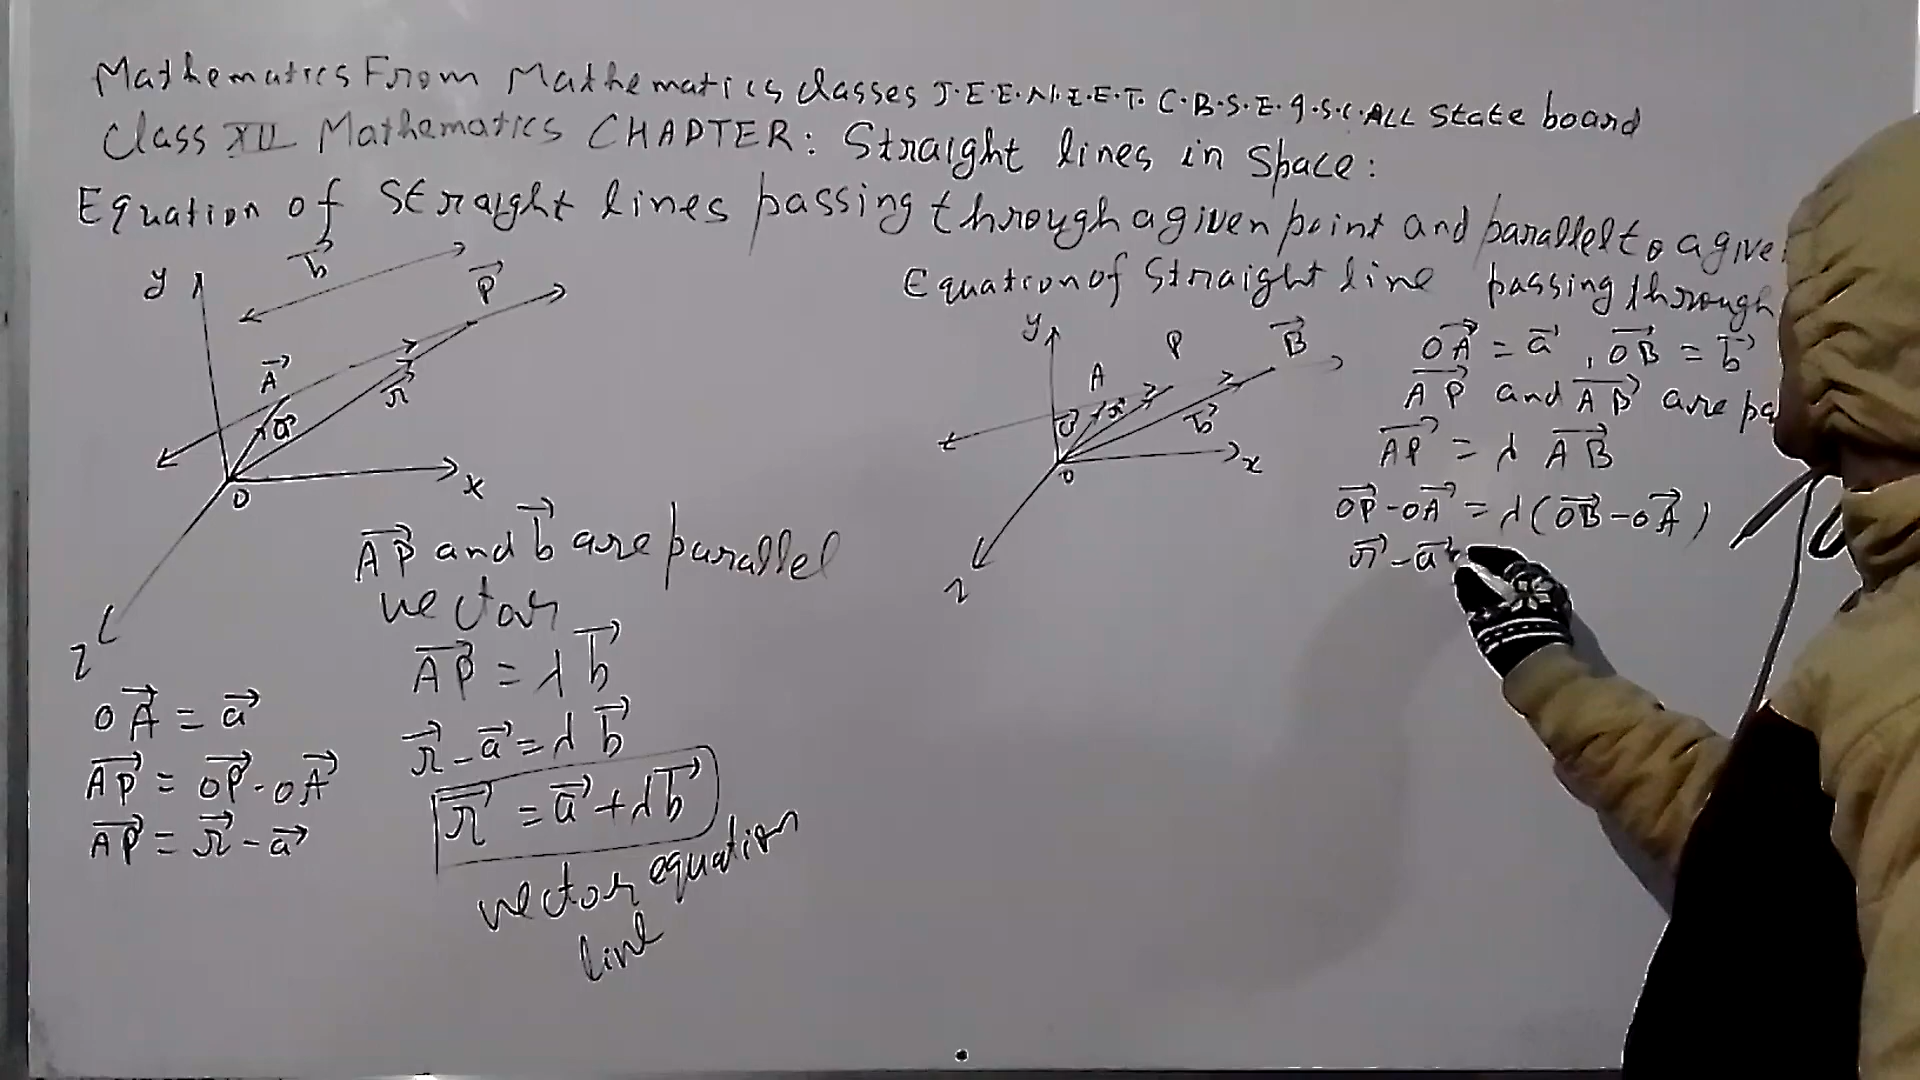 Mathematics From Mathematics classes J.E.E.N.E.E.T. C.B.S.E. I.S.C. ALL State board
Class XII Mathematics CHAPTER: Straight lines in Space:
Equation of Straight lines passing through a given point and parallel to a give
b⃗
y
P⃗
A⃗
r⃗
a⃗
O
x
z
OA⃗ = a⃗
AP⃗ = OP⃗ - OA⃗
AP⃗ = r⃗ - a⃗
AP⃗ and b⃗ are parallel
vector
AP⃗ = λ b⃗
r⃗ - a⃗ = λ b⃗
r⃗ = a⃗ + λb⃗
vector equation
line
Equation of Straight line passing through
y
A
P
B⃗
a⃗
r⃗
b⃗
x
O
z
OA⃗ = a⃗, OB⃗ = b⃗
AP⃗ and AB⃗ are pa
AP⃗ = λ AB⃗
OP⃗ - OA⃗ = λ(OB⃗ - OA⃗)
r⃗ - a⃗